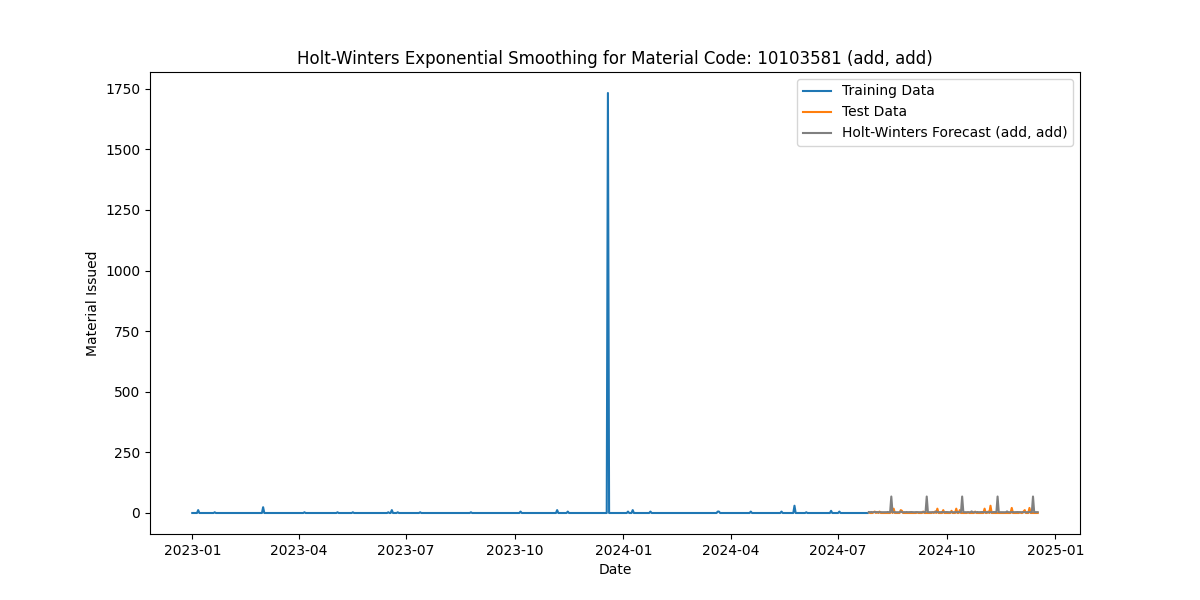 Holt-Winters Exponential Smoothing for Material Code: 10103581 (add, add)
Training Data
Test Data
Holt-Winters Forecast (add, add)
Material Issued
1750
1500
1250
1000
750
500
250
0
2023-01
2023-04
2023-07
2023-10
2024-01
2024-04
2024-07
2024-10
2025-01
Date